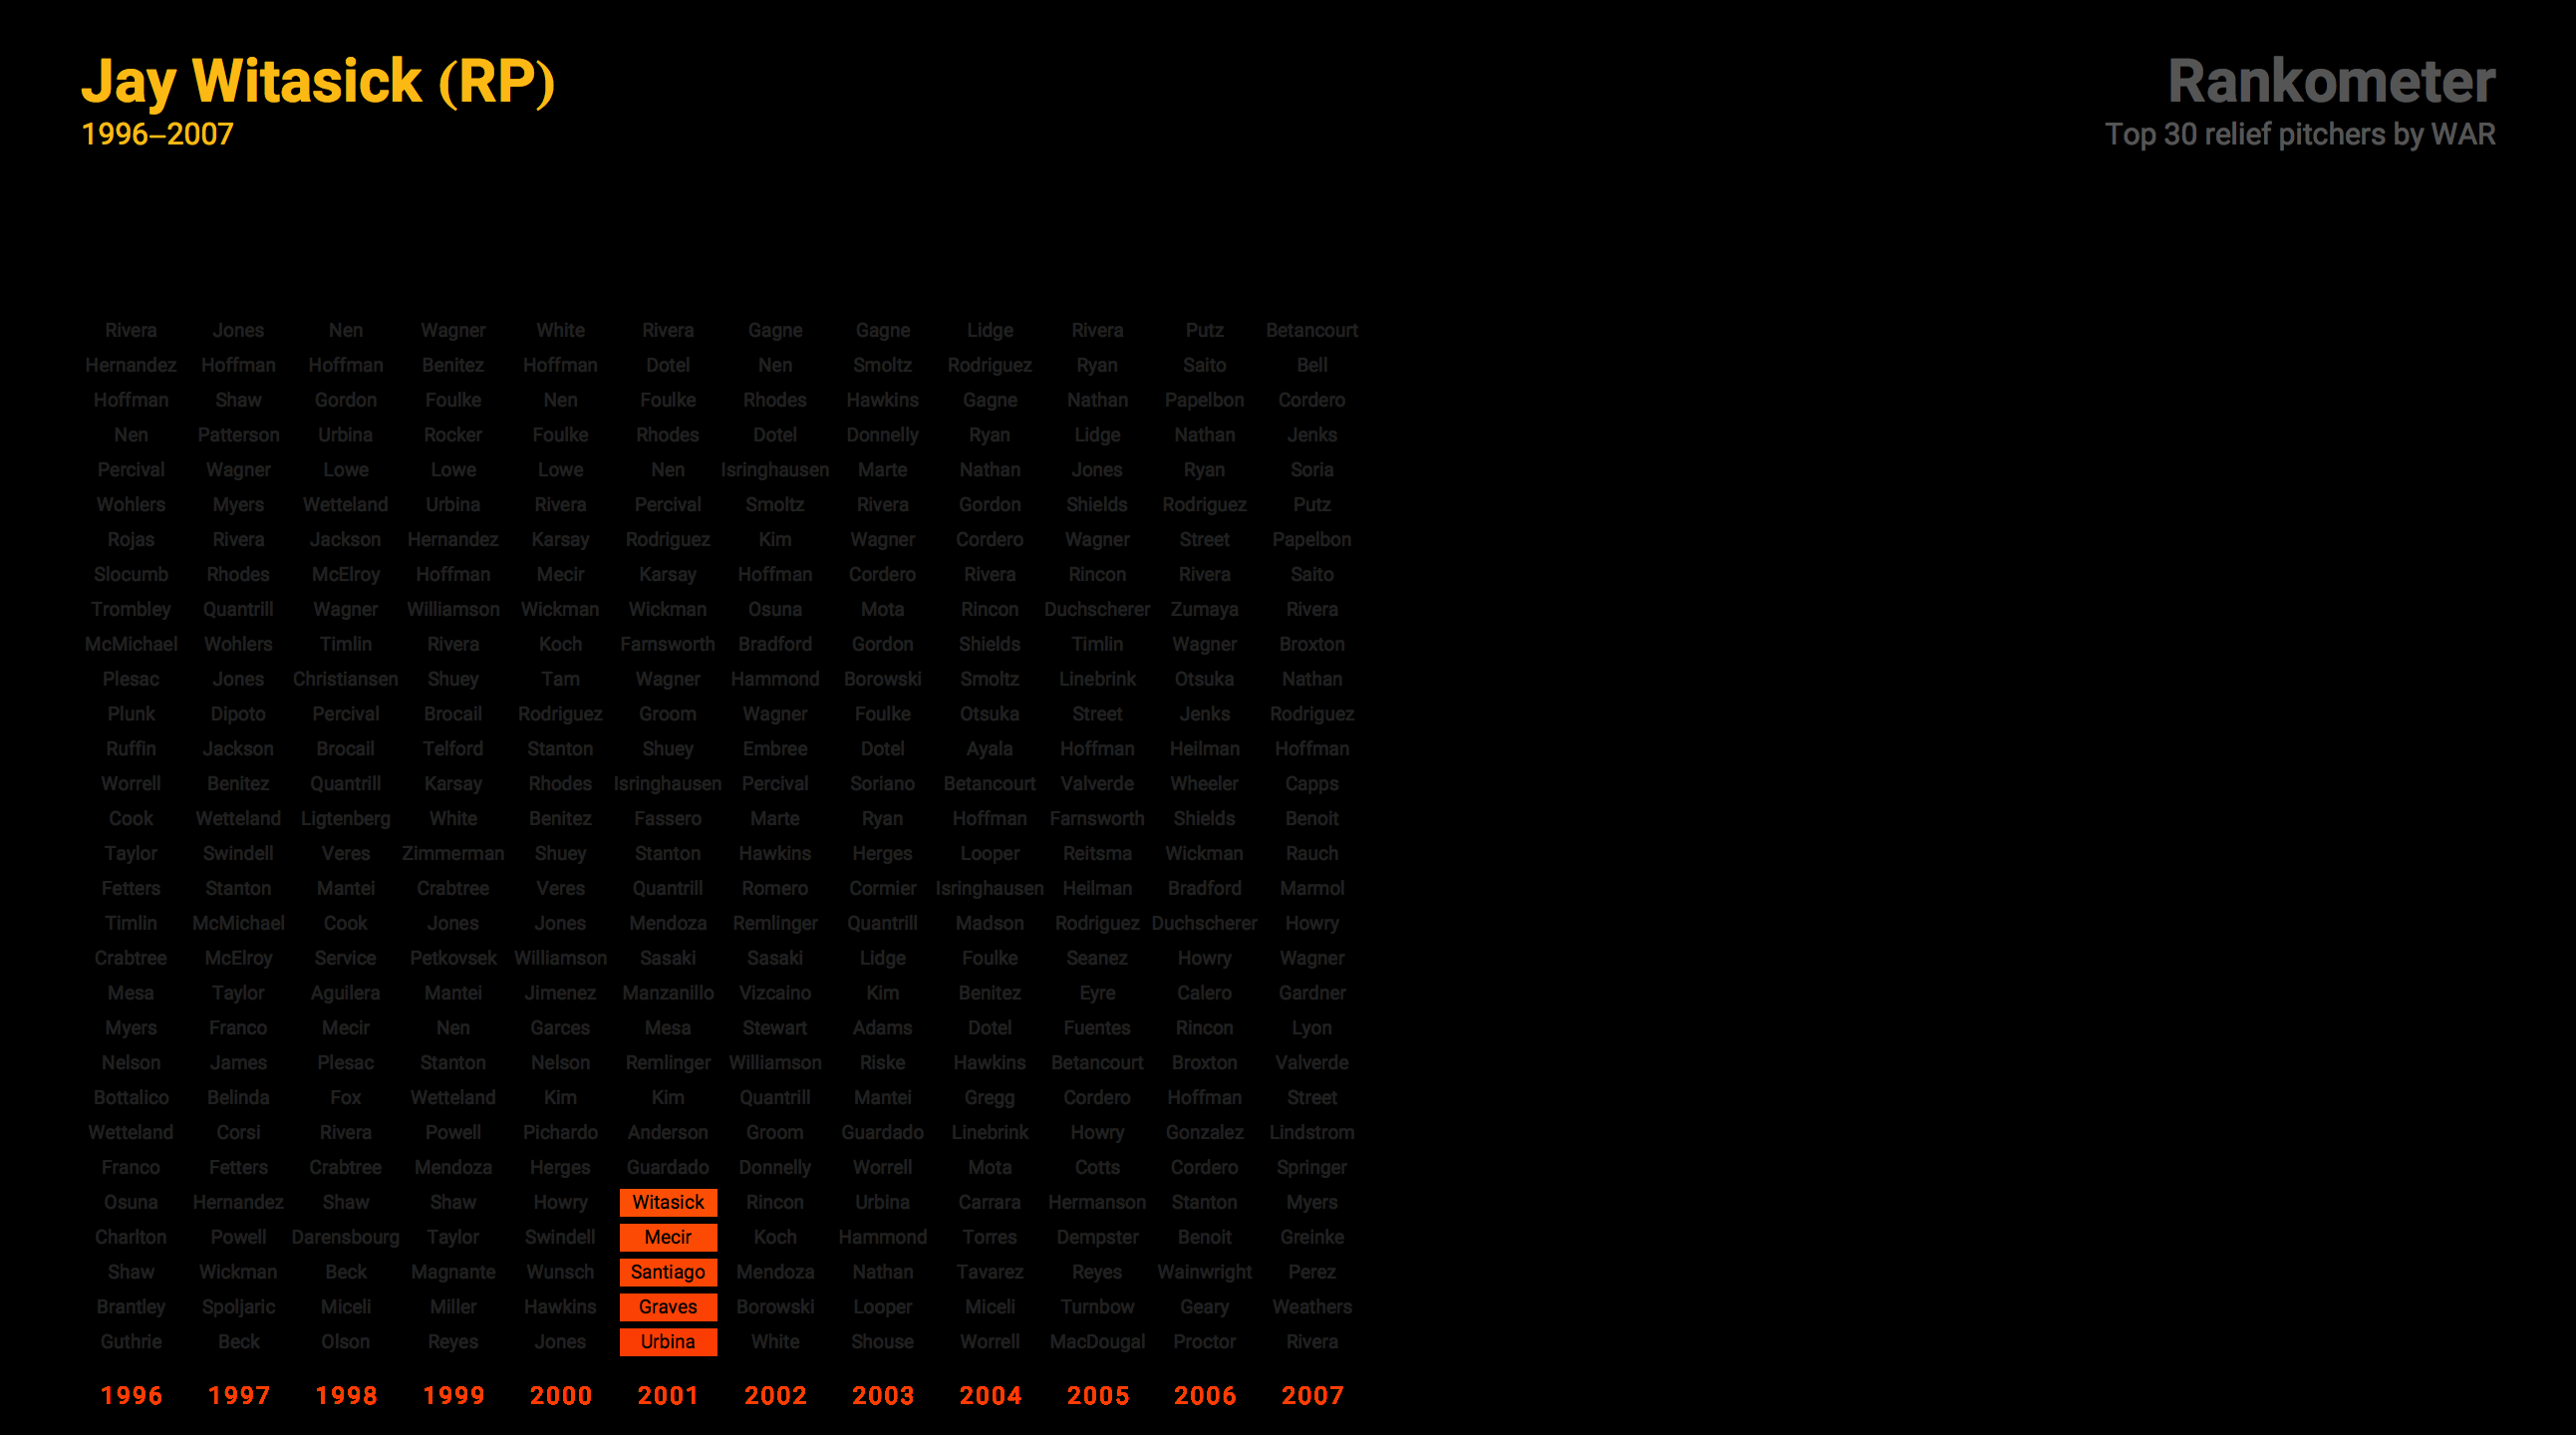 Jay Witasick (RP)
1996–2007
Rankometer
Top 30 relief pitchers by WAR
Rivera Jones Nen Wagner White Rivera Gagne Gagne Lidge Rivera Putz Betancourt
Hernandez Hoffman Hoffman Benitez Hoffman Dotel Nen Smoltz Rodriguez Ryan Saito Bell
Hoffman Shaw Gordon Foulke Nen Foulke Rhodes Hawkins Gagne Nathan Papelbon Cordero
Nen Patterson Urbina Rocker Foulke Rhodes Dotel Donnelly Ryan Lidge Nathan Jenks
Percival Wagner Lowe Lowe Lowe Nen Isringhausen Marte Nathan Jones Ryan Soria
Wohlers Myers Wetteland Urbina Rivera Percival Smoltz Rivera Gordon Shields Rodriguez Putz
Rojas Rivera Jackson Hernandez Karsay Rodriguez Kim Wagner Cordero Wagner Street Papelbon
Slocumb Rhodes McElroy Hoffman Mecir Karsay Hoffman Cordero Rivera Rincon Rivera Saito
Trombley Quantrill Wagner Williamson Wickman Wickman Osuna Mota Rincon Duchscherer Zumaya Rivera
McMichael Wohlers Timlin Rivera Koch Farnsworth Bradford Gordon Shields Timlin Wagner Broxton
Plesac Jones Christiansen Shuey Tam Wagner Hammond Borowski Smoltz Linebrink Otsuka Nathan
Plunk Dipoto Percival Brocail Rodriguez Groom Wagner Foulke Otsuka Street Jenks Rodriguez
Ruffin Jackson Brocail Telford Stanton Shuey Embree Dotel Ayala Hoffman Heilman Hoffman
Worrell Benitez Quantrill Karsay Rhodes Isringhausen Percival Soriano Betancourt Valverde Wheeler Capps
Cook Wetteland Ligtenberg White Benitez Fassero Marte Ryan Hoffman Farnsworth Shields Benoit
Taylor Swindell Veres Zimmerman Shuey Stanton Hawkins Herges Looper Reitsma Wickman Rauch
Fetters Stanton Mantei Crabtree Veres Quantrill Romero Cormier Isringhausen Heilman Bradford Marmol
Timlin McMichael Cook Jones Jones Mendoza Remlinger Quantrill Madson Rodriguez Duchscherer Howry
Crabtree McElroy Service Petkovsek Williamson Sasaki Sasaki Lidge Foulke Seanez Howry Wagner
Mesa Taylor Aguilera Mantei Jimenez Manzanillo Vizcaino Kim Benitez Eyre Calero Gardner
Myers Franco Mecir Nen Garces Mesa Stewart Adams Dotel Fuentes Rincon Lyon
Nelson James Plesac Stanton Nelson Remlinger Williamson Riske Hawkins Betancourt Broxton Valverde
Bottalico Belinda Fox Wetteland Kim Kim Quantrill Mantei Gregg Cordero Hoffman Street
Wetteland Corsi Rivera Powell Pichardo Anderson Groom Guardado Linebrink Howry Gonzalez Lindstrom
Franco Fetters Crabtree Mendoza Herges Guardado Donnelly Worrell Mota Cotts Cordero Springer
Osuna Hernandez Shaw Shaw Howry Witasick Rincon Urbina Carrara Hermanson Stanton Myers
Charlton Powell Darensbourg Taylor Swindell Mecir Koch Hammond Torres Dempster Benoit Greinke
Shaw Wickman Beck Magnante Wunsch Santiago Mendoza Nathan Tavarez Reyes Wainwright Perez
Brantley Spoljaric Miceli Miller Hawkins Graves Borowski Looper Miceli Turnbow Geary Weathers
Guthrie Beck Olson Reyes Jones Urbina White Shouse Worrell MacDougal Proctor Rivera
1996 1997 1998 1999 2000 2001 2002 2003 2004 2005 2006 2007